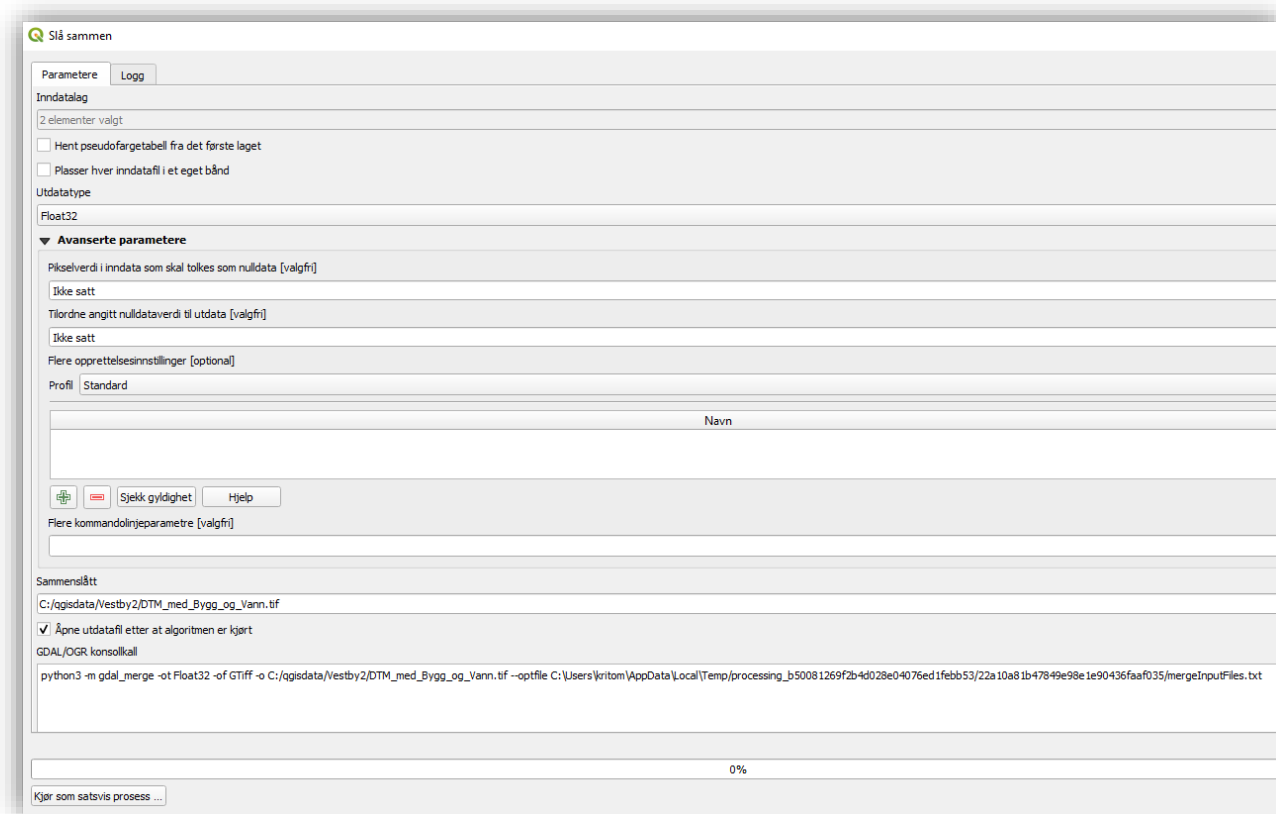 Slå sammen
Parametere
Logg
Inndatalag
2 elementer valgt
Hent pseudofargetabell fra det første laget
Plasser hver inndatafil i et eget bånd
Utdatatype
Float32
Avanserte parametere
Pikselverdi i inndata som skal tolkes som nulldata [valgfri]
Ikke satt
Tilordne angitt nulldataverdi til utdata [valgfri]
Ikke satt
Flere opprettelsesinnstillinger [optional]
Profil Standard
Navn
Sjekk gyldighet Hjelp
Flere kommandolinjeparametre [valgfri]
Sammenslått
C:/qgisdata/Vestby2/DTM_med_Bygg_og_Vann.tif
Åpne utdatafil etter at algoritmen er kjørt
GDAL/OGR konsollkall
python3 -m gdal_merge -ot Float32 -of GTiff -o C:/qgisdata/Vestby2/DTM_med_Bygg_og_Vann.tif --optfile C:\Users\kritom\AppData\Local\Temp/processing_b50081269f2b4d028e04076ed1febb53/22a10a81b47849e98e1e90436faaf035/mergeInputFiles.txt
0%
Kjør som satsvis prosess ...